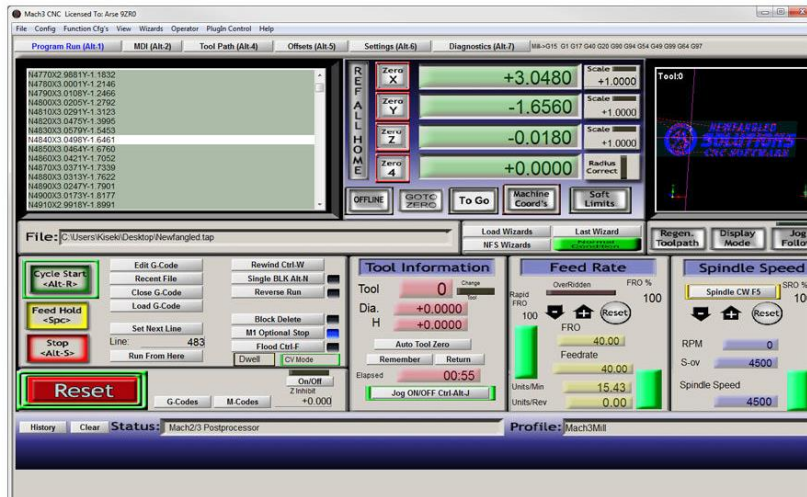 Mach3 CNC Licensed To: Arse 9ZR0
File Config Function Cfg's View Wizards Operator PlugIn Control Help
Program Run (Alt-1) MDI (Alt-2) Tool Path (Alt-4) Offsets (Alt-5) Settings (Alt-6) Diagnostics (Alt-7) Mill->G15 G1 G17 G40 G20 G90 G94 G54 G49 G99 G64 G97
N4770X2.9881Y-1.1832
N4780X3.0001Y-1.2146
N4790X3.0108Y-1.2466
N4800X3.0205Y-1.2792
N4810X3.0291Y-1.3123
N4820X3.0475Y-1.3995
N4830X3.0579Y-1.5453
N4840X3.0498Y-1.6461
N4850X3.0464Y-1.6760
N4860X3.0421Y-1.7052
N4870X3.0371Y-1.7339
N4880X3.0313Y-1.7622
N4890X3.0247Y-1.7901
N4900X3.0173Y-1.8177
N4910X2.9918Y-1.8991
REF ALL HOME
Zero X +3.0480 Scale +1.0000
Zero Y -1.6560 Scale +1.0000
Zero Z -0.0180 Scale +1.0000
Zero 4 +0.0000 Radius Correct
OFFLINE GOTO ZERO To Go Machine Coord's Soft Limits
Tool:0
NEWFANGLED
SOLUTIONS
CNC SOFTWARE
File: C:\Users\Kiseki\Desktop\Newfangled.tap
Load Wizards Last Wizard
NFS Wizards Normal Condition
Regen. Toolpath Display Mode Jog Follo
Cycle Start <Alt-R>
Feed Hold <Spc>
Stop <Alt-S>
Edit G-Code
Recent File
Close G-Code
Load G-Code
Set Next Line
Line: 483
Run From Here
Rewind Ctrl-W
Single BLK Alt-N
Reverse Run
Block Delete
M1 Optional Stop
Flood Ctrl-F
Dwell CV Mode
Reset
G-Codes M-Codes
On/Off
Z Inhibit
+0.000
Tool Information
Tool 0 Change Tool
Dia. +0.0000
H +0.0000
Auto Tool Zero
Remember Return
Elapsed 00:55
Jog ON/OFF Ctrl-Alt-J
Feed Rate
OverRidden FRO %
Rapid FRO 100 Reset 100
FRO
40.00
Feedrate
40.00
Units/Min 15.43
Units/Rev 0.00
Spindle Speed
Spindle CW F5 SRO %
Reset 100
RPM 0
S-ov 4500
Spindle Speed
4500
History Clear Status: Mach2/3 Postprocessor Profile: Mach3Mill